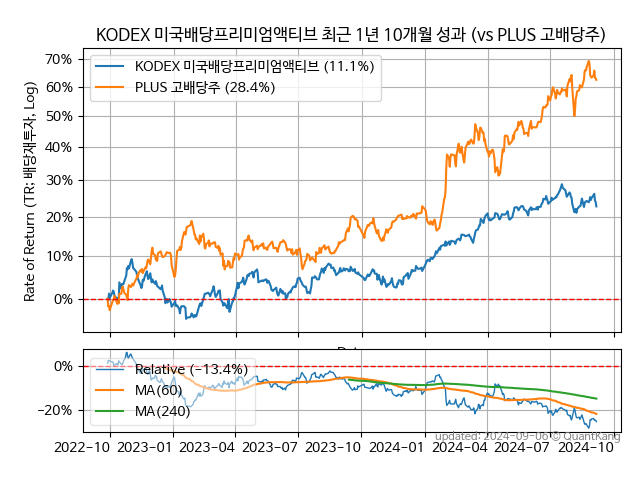 KODEX 미국배당프리미엄액티브 최근 1년 10개월 성과 (vs PLUS 고배당주)
Rate of Return (TR: 배당재투자, Log)
70%
60%
50%
40%
30%
20%
10%
0%
KODEX 미국배당프리미엄액티브 (11.1%)
PLUS 고배당주 (28.4%)
0%
−20%
Relative (−13.4%)
MA(60)
MA(240)
2022−10 2023−01 2023−04 2023−07 2023−10 2024−01 2024−04 2024−07 2024−10
updated: 2024−09−06 © QuantKang